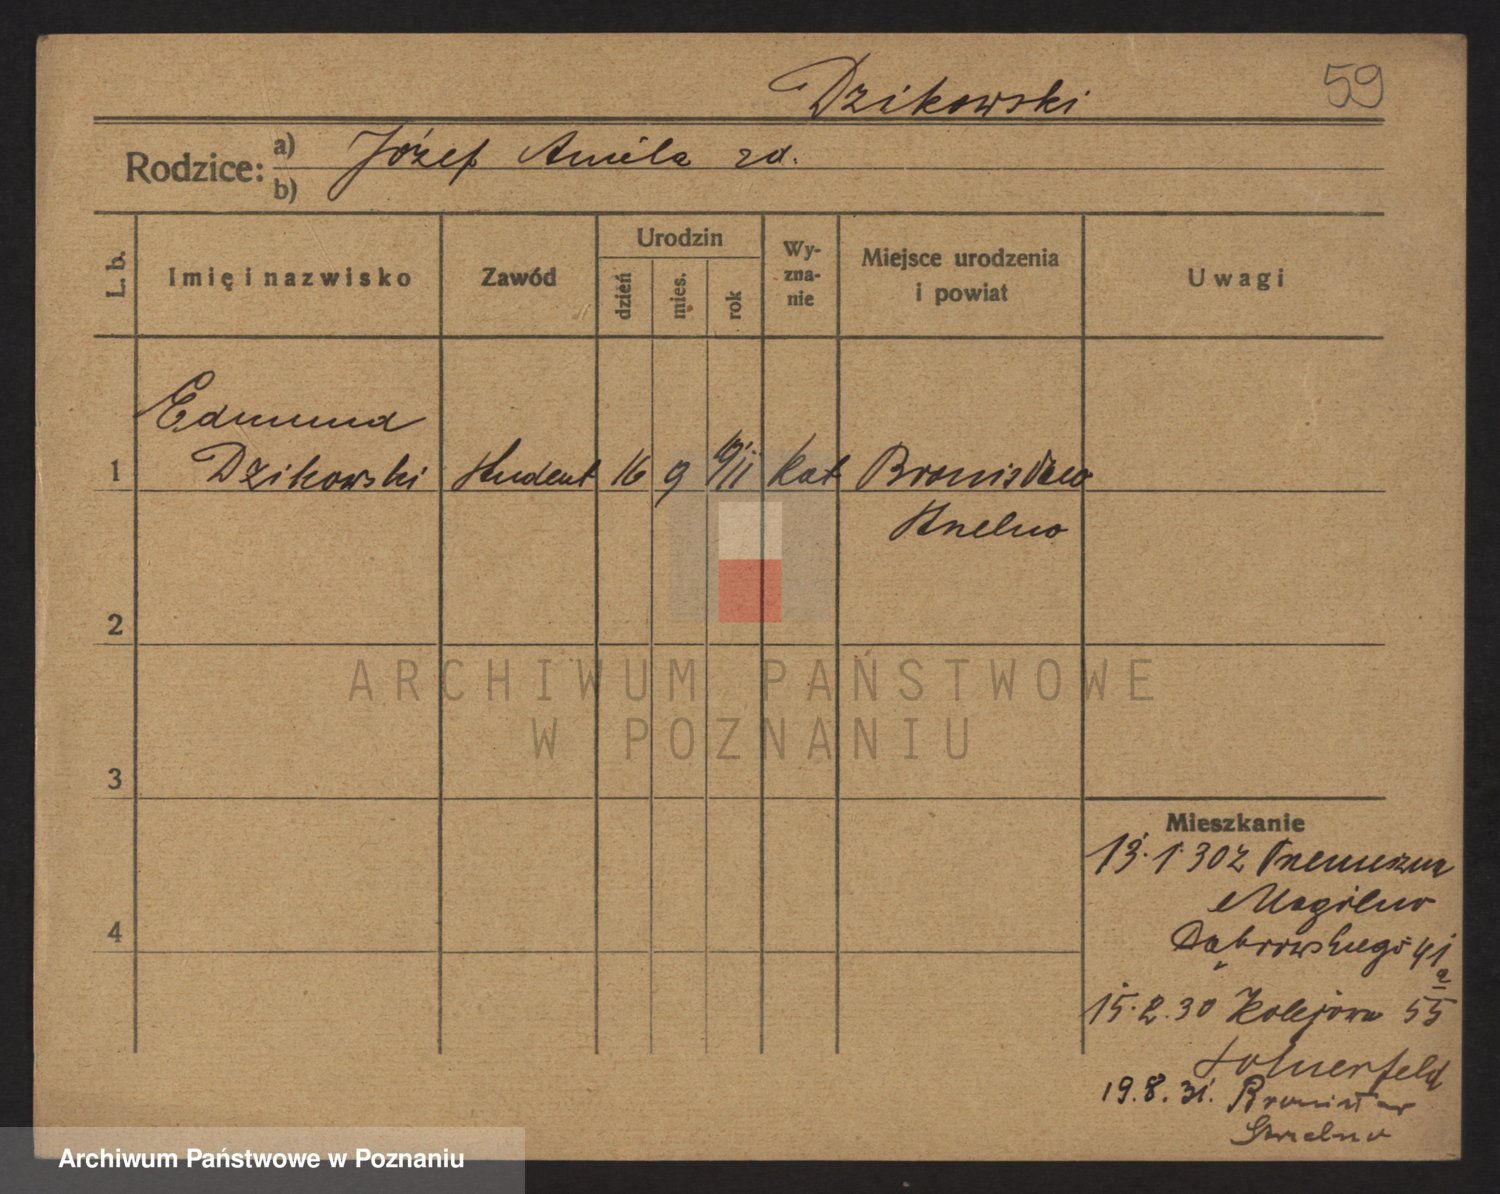 Dzikowski
59
Rodzice: a) Józef Aniela zd.
b)
L. b.
Imię i nazwisko
Zawód
Urodzin
dzień
mies.
rok
Wy-
zna-
nie
Miejsce urodzenia
i powiat
Uwagi
Edmund
1 Dzikowski student 16 9 1911 kat Bronisław
Strzelno
2
ARCHIWUM PAŃSTWOWE
W POZNANIU
3
Mieszkanie
13.1.30 z Tremeszna
Mogilno
4
Dąbrowskiego 41
15.2.30 Kolejowa 55
19.8.31. Bronisław
Strzelno
Archiwum Państwowe w Poznaniu